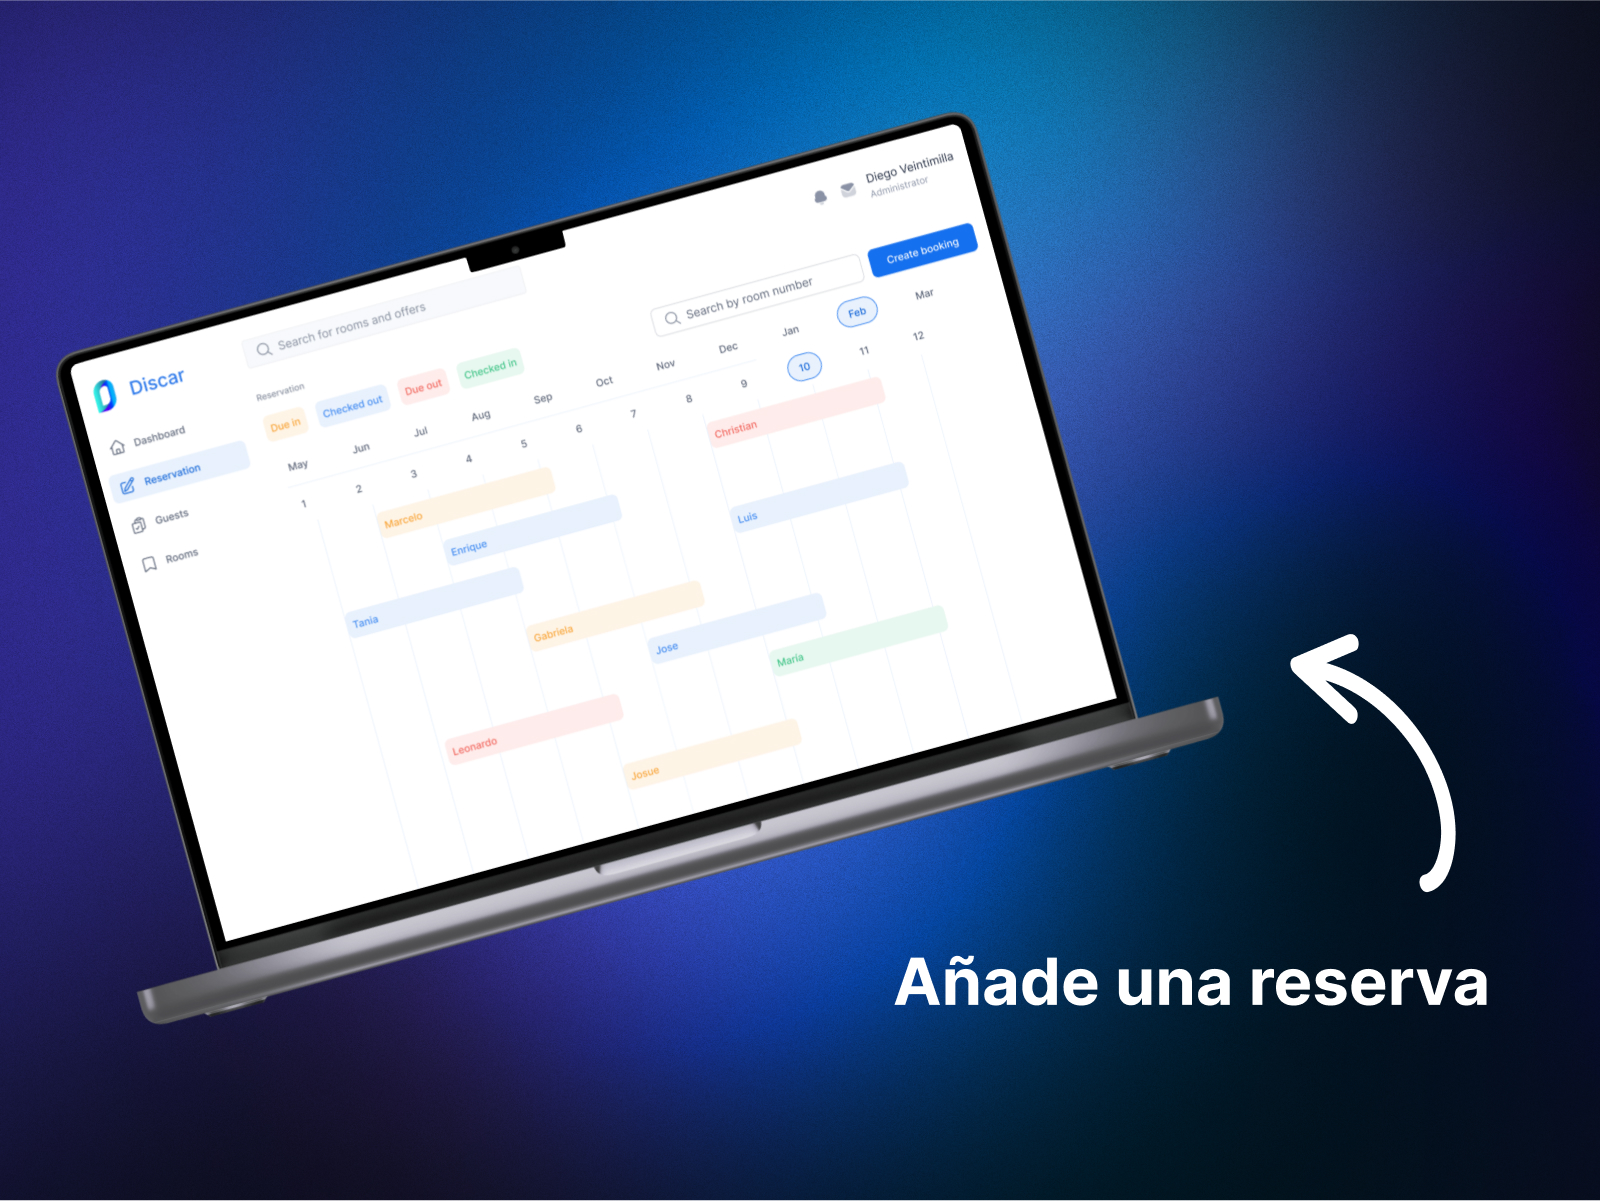 Diego Veintimilla
Administrator
Discar
Search for rooms and offers
Search by room number
Create booking
Dashboard
Reservation
Guests
Rooms
Reservation
Due in
Checked out
Due out
Checked in
May
Jun
Jul
Aug
Sep
Oct
Nov
Dec
Jan
Feb
Mar
1
2
3
4
5
6
7
8
9
10
11
12
Christian
Marcelo
Enrique
Luis
Tania
Gabriela
Jose
María
Leonardo
Josue
Añade una reserva